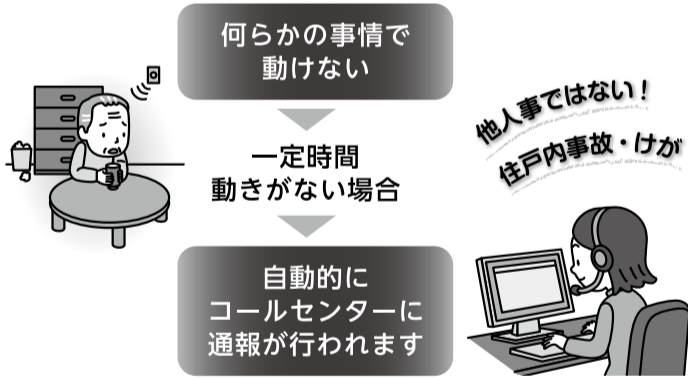 何らかの事情で
動けない
一定時間
動きがない場合
自動的に
コールセンターに
通報が行われます
他人事ではない！
住戸内事故・けが